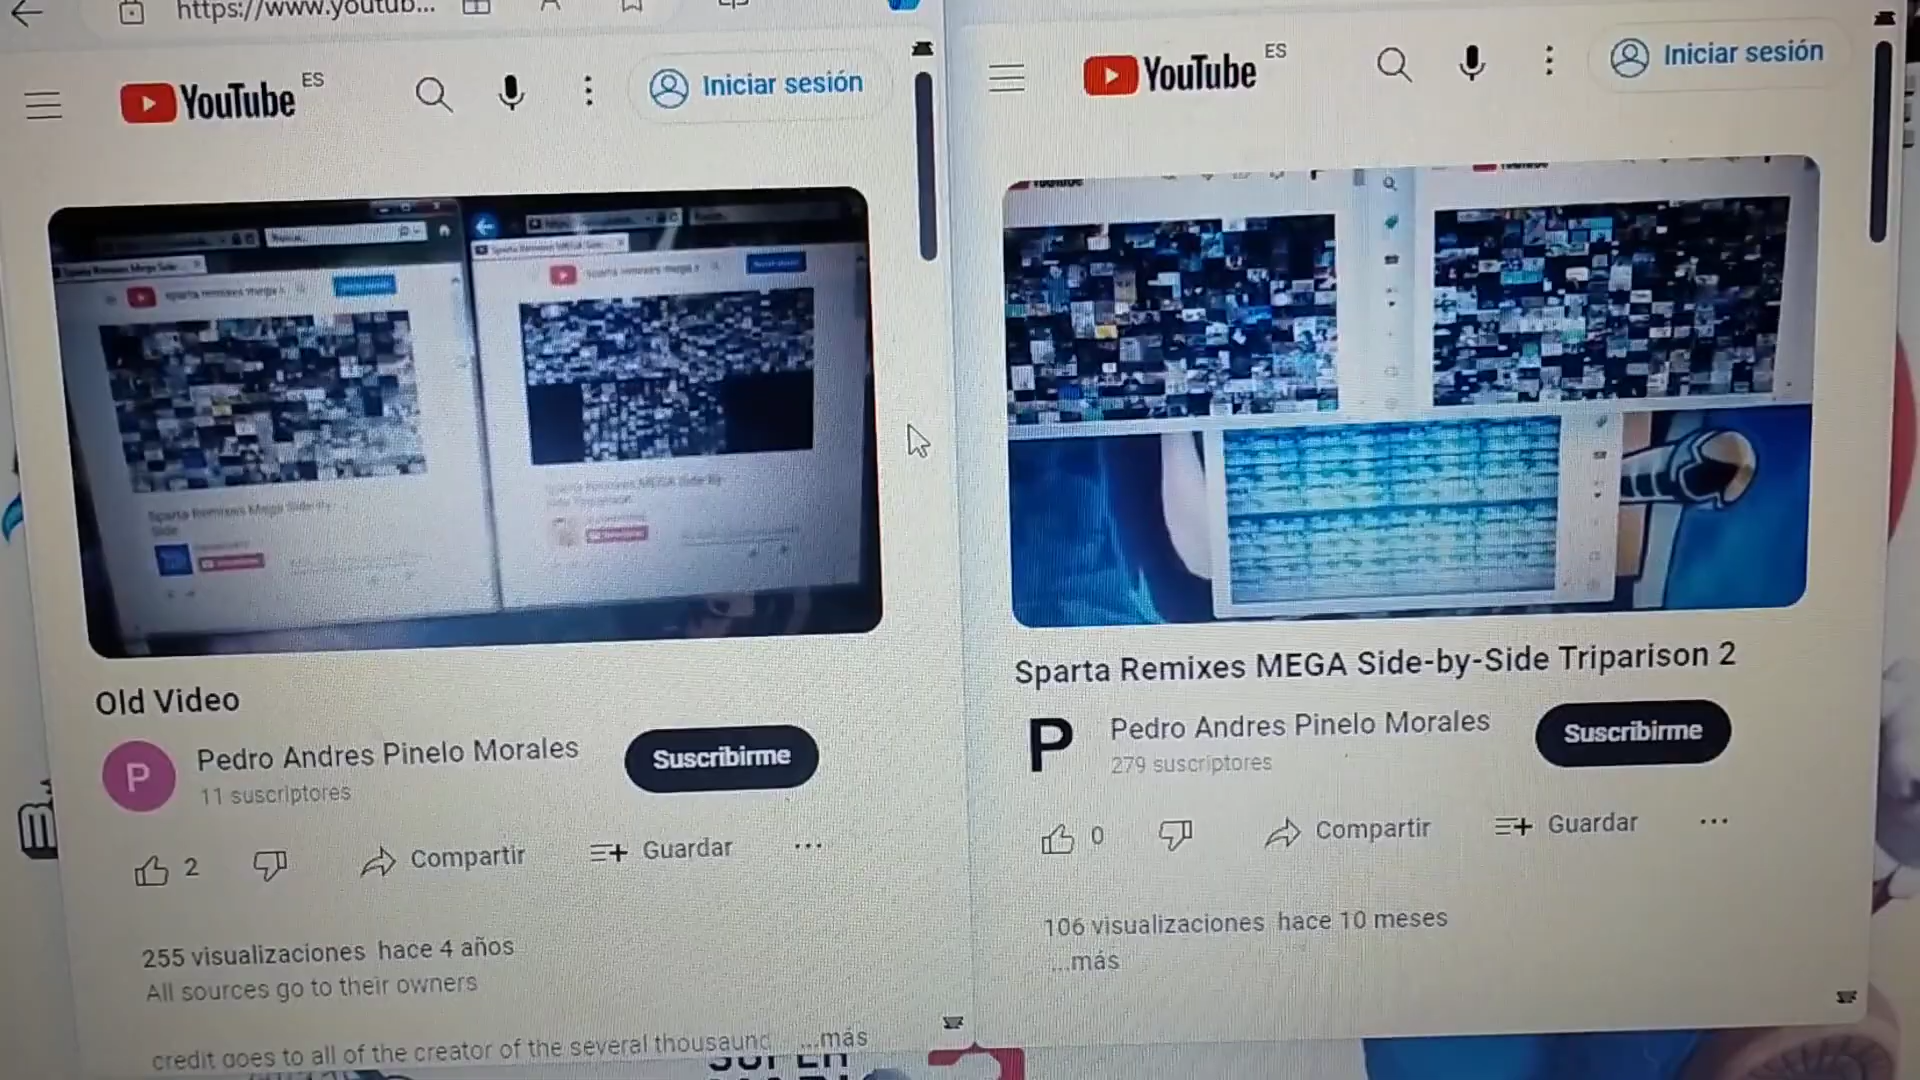 https://www.youtub...
YouTube ES
Iniciar sesión
Old Video
P
Pedro Andres Pinelo Morales
11 suscriptores
Suscribirme
2
Compartir
Guardar
...
255 visualizaciones hace 4 años
All sources go to their owners
credit goes to all of the creator of the several thousaund ...más
YouTube ES
Iniciar sesión
Sparta Remixes MEGA Side-by-Side Triparison 2
P
Pedro Andres Pinelo Morales
279 suscriptores
Suscribirme
0
Compartir
Guardar
...
106 visualizaciones hace 10 meses
...más
SUPER